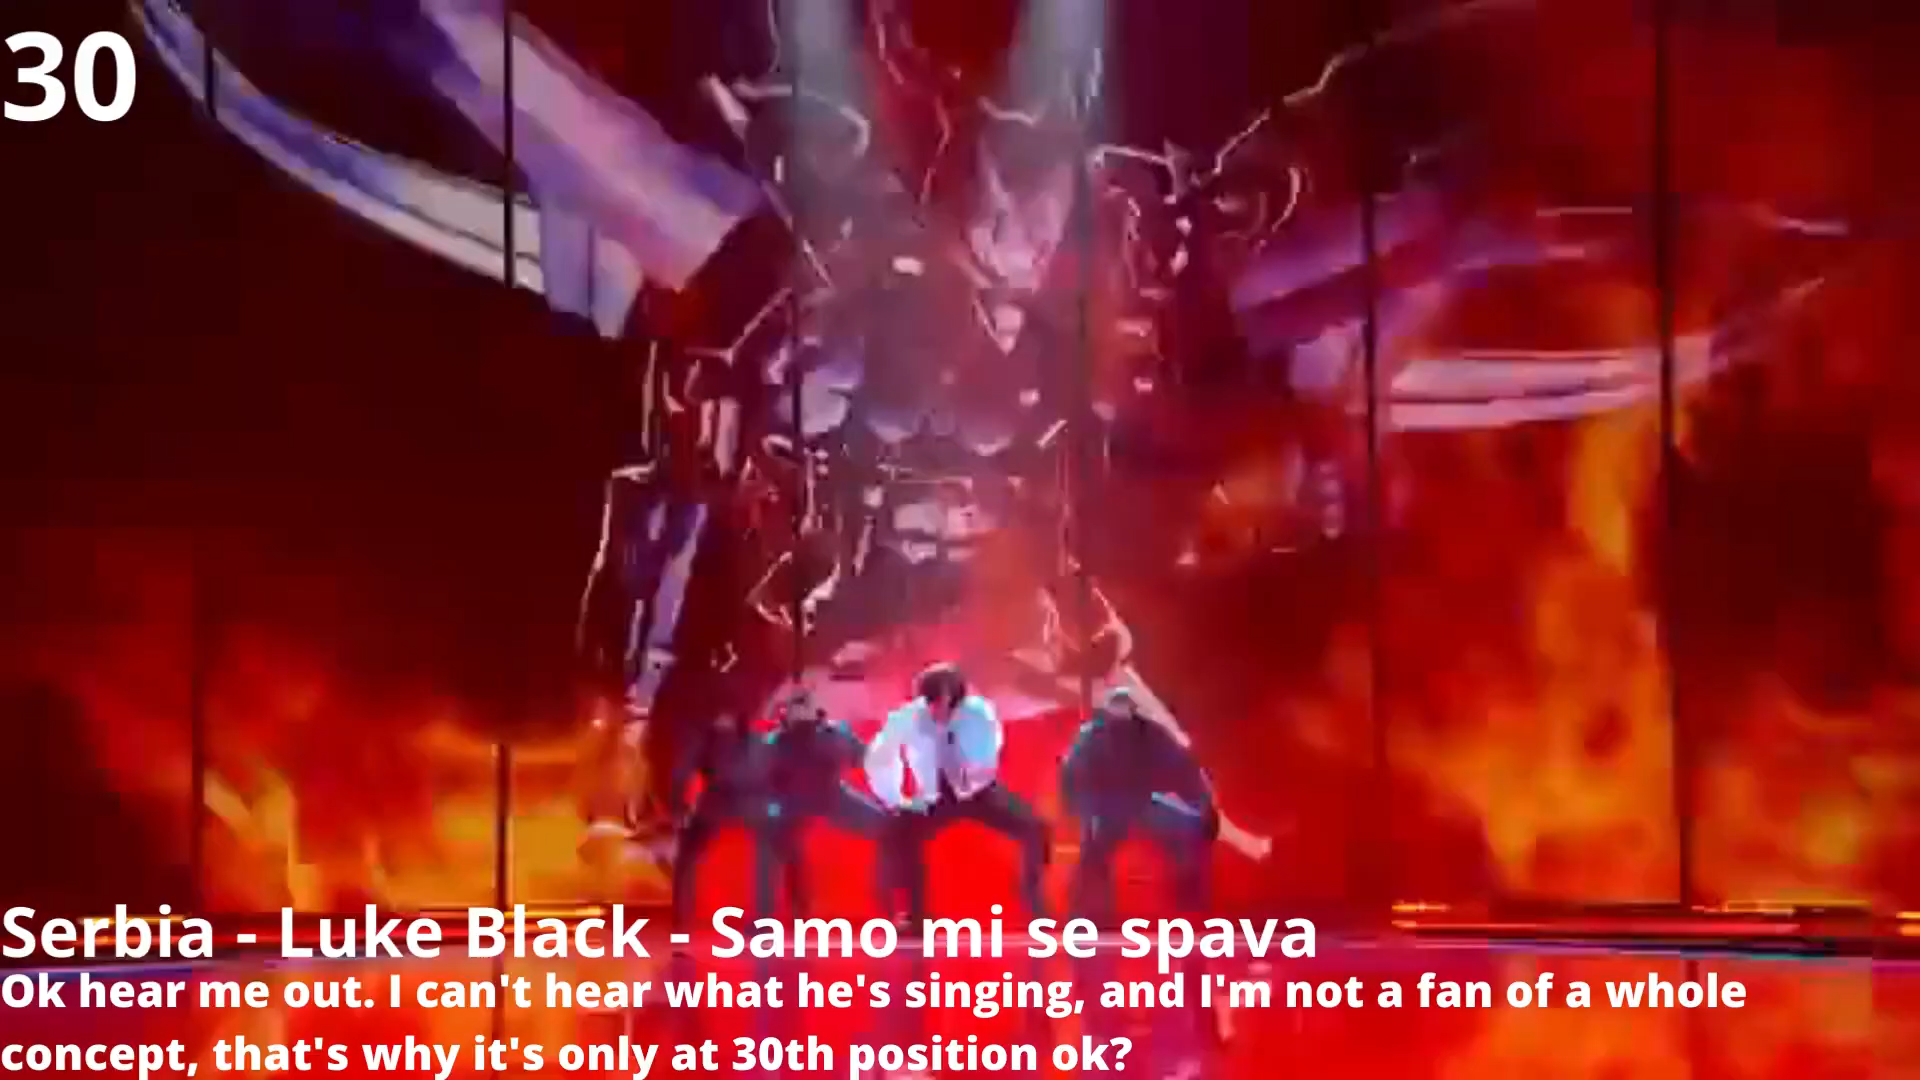 30
Serbia - Luke Black - Samo mi se spava
Ok hear me out. I can't hear what he's singing, and I'm not a fan of a whole
concept, that's why it's only at 30th position ok?